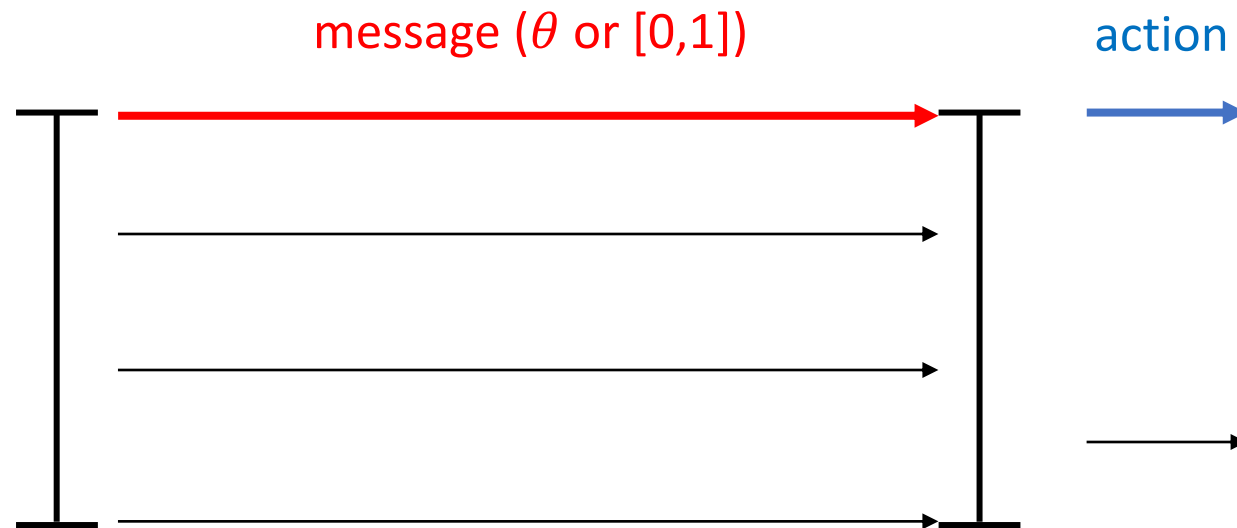 message (θ or [0,1])
action